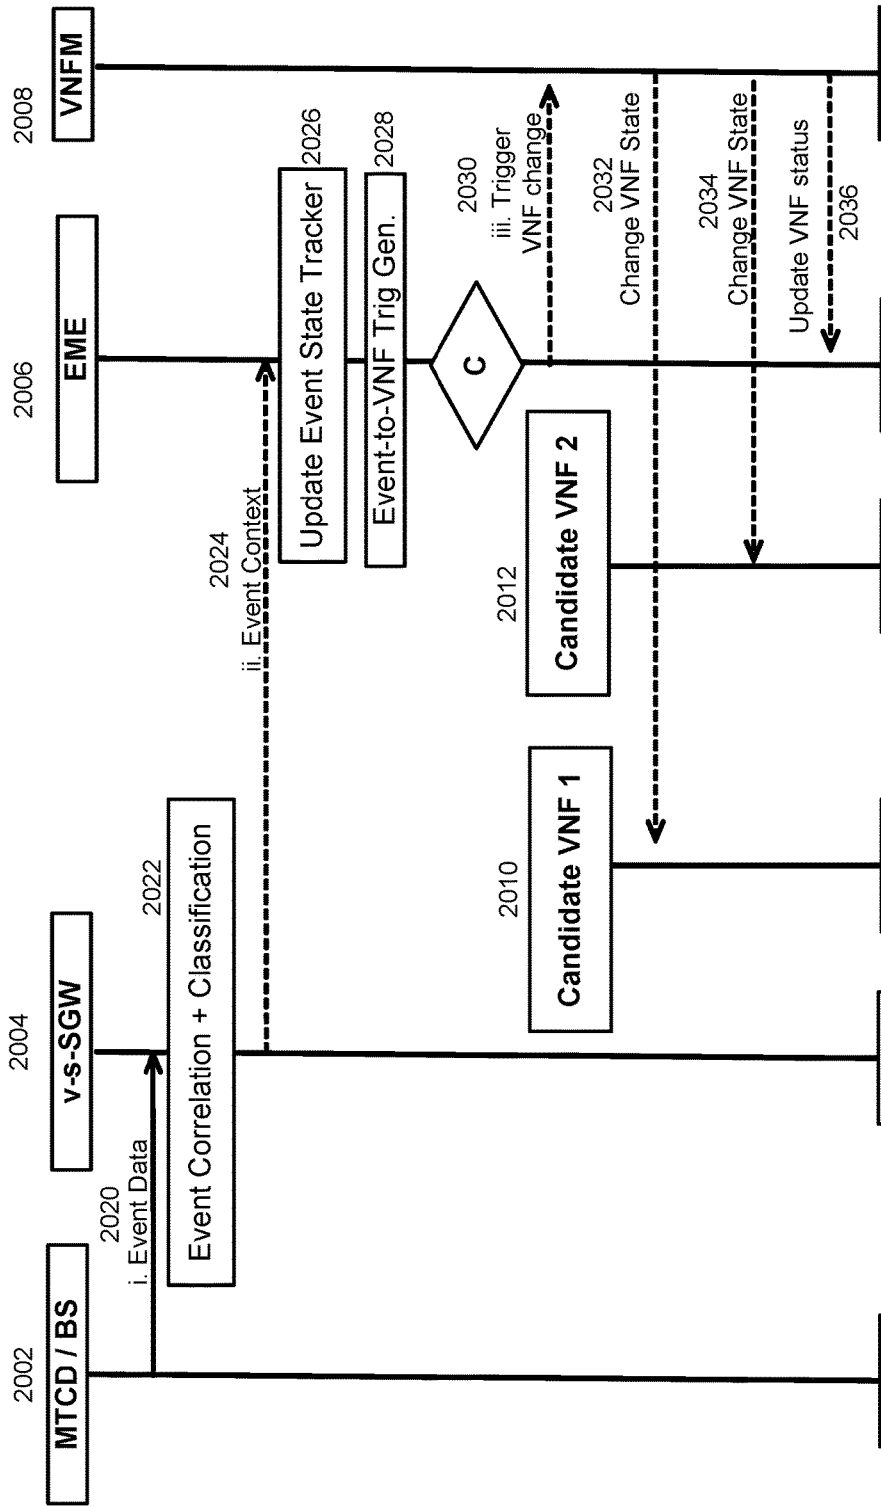 2002
MTCD / BS
2004
v-s-SGW
2006
EME
2008
VNFM
2020
i. Event Data
2022
Event Correlation + Classification
2024
ii. Event Context
2026
Update Event State Tracker
2028
Event-to-VNF Trig Gen.
C
2030
iii. Trigger
VNF change
2010
Candidate VNF 1
2012
Candidate VNF 2
2032
Change VNF State
2034
Change VNF State
Update VNF status
2036